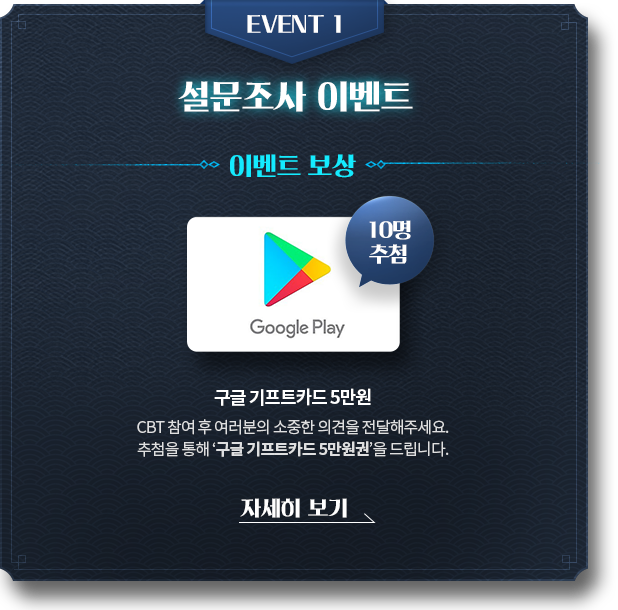 EVENT 1
설문조사 이벤트
이벤트 보상
10명
추첨
Google Play
구글 기프트카드 5만원
CBT 참여 후 여러분의 소중한 의견을 전달해주세요.
추첨을 통해 ‘구글 기프트카드 5만원권’을 드립니다.
자세히 보기